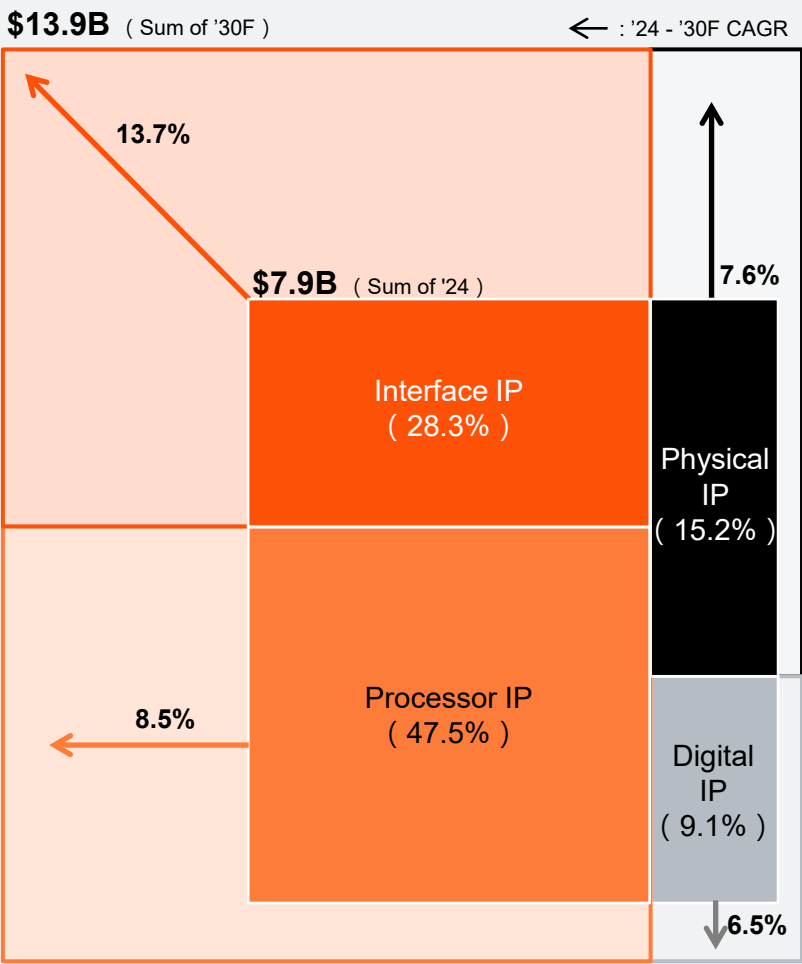 $13.9B ( Sum of ’30F )
: ’24 - ’30F CAGR
13.7%
$7.9B ( Sum of '24 )
7.6%
Interface IP
( 28.3% )
Physical
IP
( 15.2% )
Processor IP
( 47.5% )
8.5%
Digital
IP
( 9.1% )
6.5%